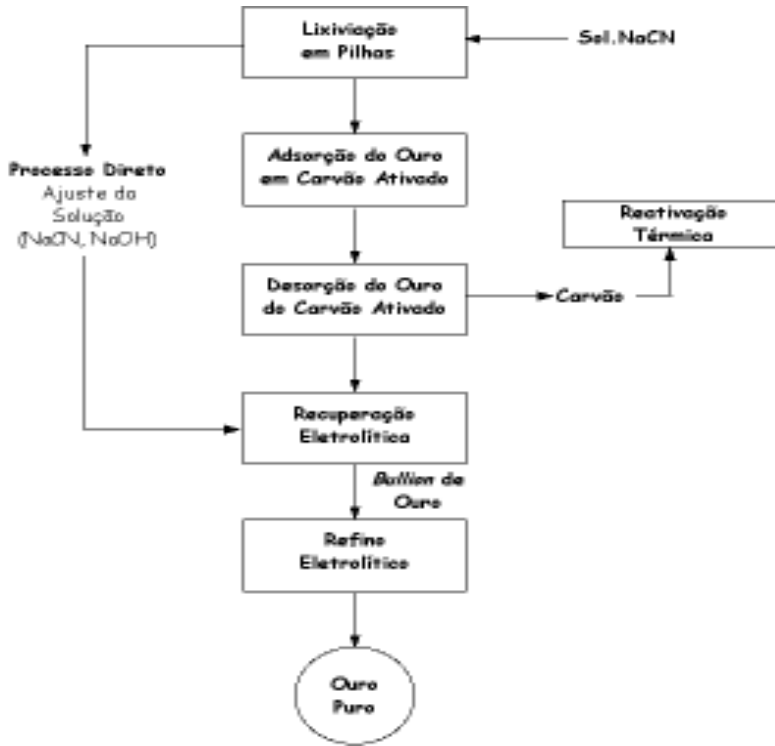 Lixiviação
em Pilhas
Sol.NaCN
Adsorção do Ouro
em Carvão Ativado
Processo Direto
Ajuste da
Solução
(NaCN, NaOH)
Reativação
Térmica
Desorção do Ouro
do Carvão Ativado
Carvão
Recuperação
Eletrolítica
Bullion de
Ouro
Refino
Eletrolítico
Ouro
Puro